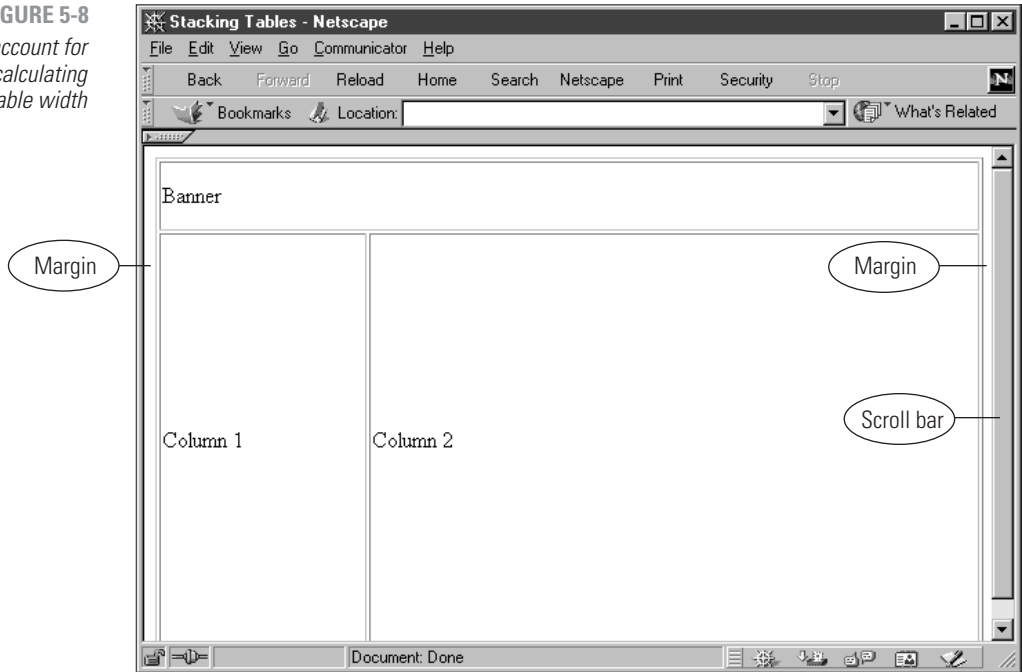 GURE 5-8
ccount for
calculating
able width
Stacking Tables - Netscape
File Edit View Go Communicator Help
Back Forward Reload Home Search Netscape Print Security Stop N
Bookmarks Location: What's Related
Banner
Margin
Margin
Scroll bar
Column 1 Column 2
Document: Done